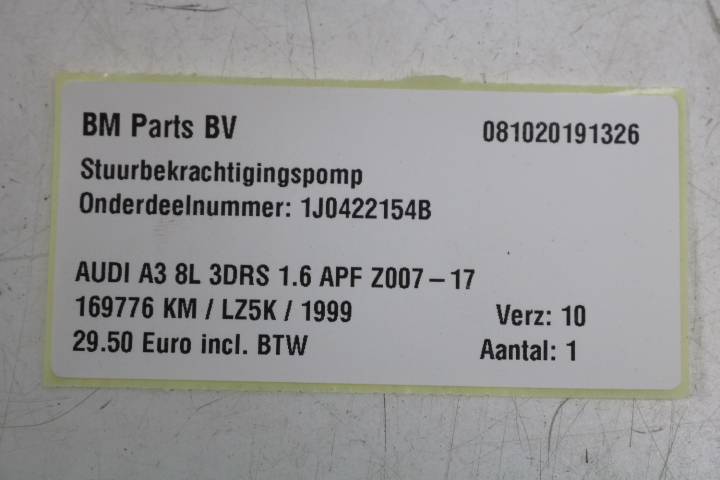 BM Parts BV 081020191326
Stuurbekrachtigingspomp
Onderdeelnummer: 1J0422154B
AUDI A3 8L 3DRS 1.6 APF Z007-17
169776 KM / LZ5K / 1999 Verz: 10
29.50 Euro incl. BTW Aantal: 1